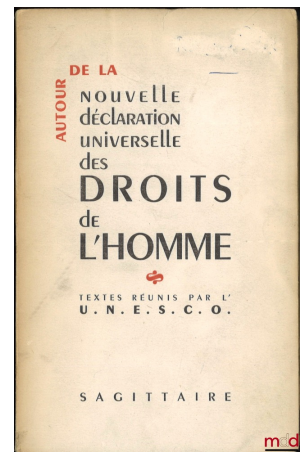 AUTOUR
DE LA
NOUVELLE
déclaration
universelle
des
DROITS
de
L'HOMME
TEXTES RÉUNIS PAR L'
U.N.E.S.C.O.
SAGITTAIRE
mdd